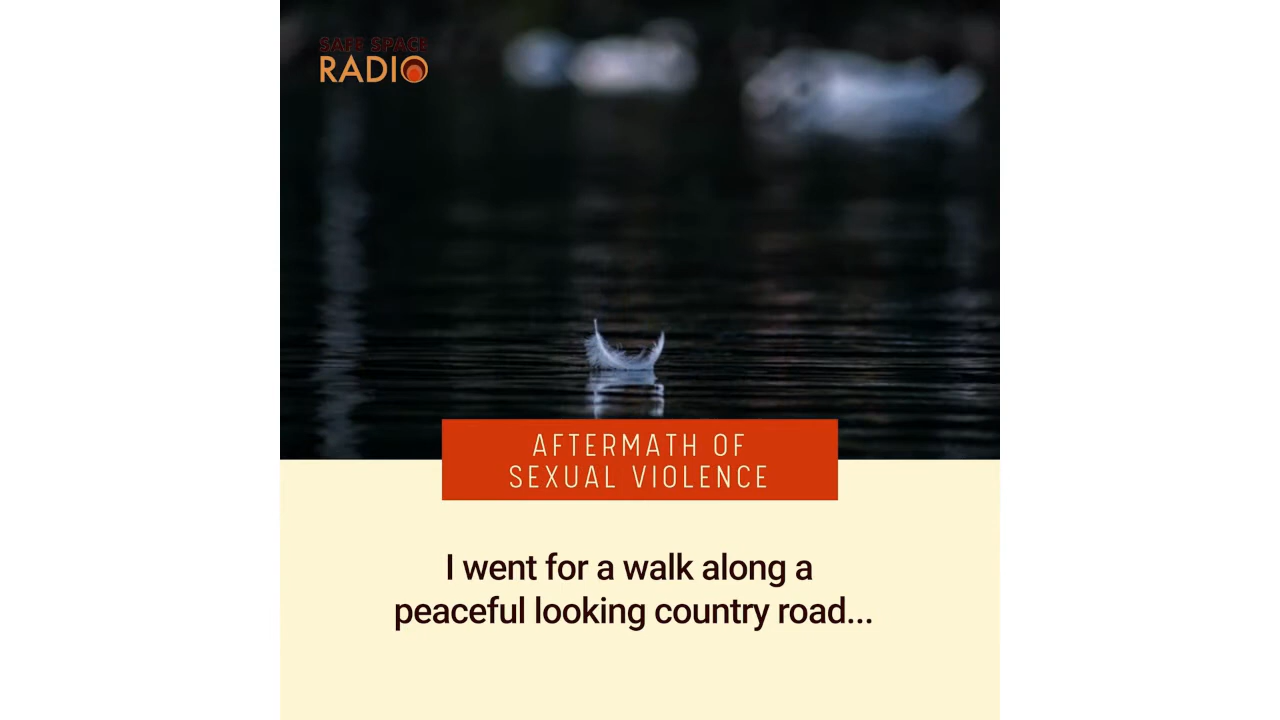 SAFE SPACE
RADIO
AFTERMATH OF
SEXUAL VIOLENCE
I went for a walk along a
peaceful looking country road...